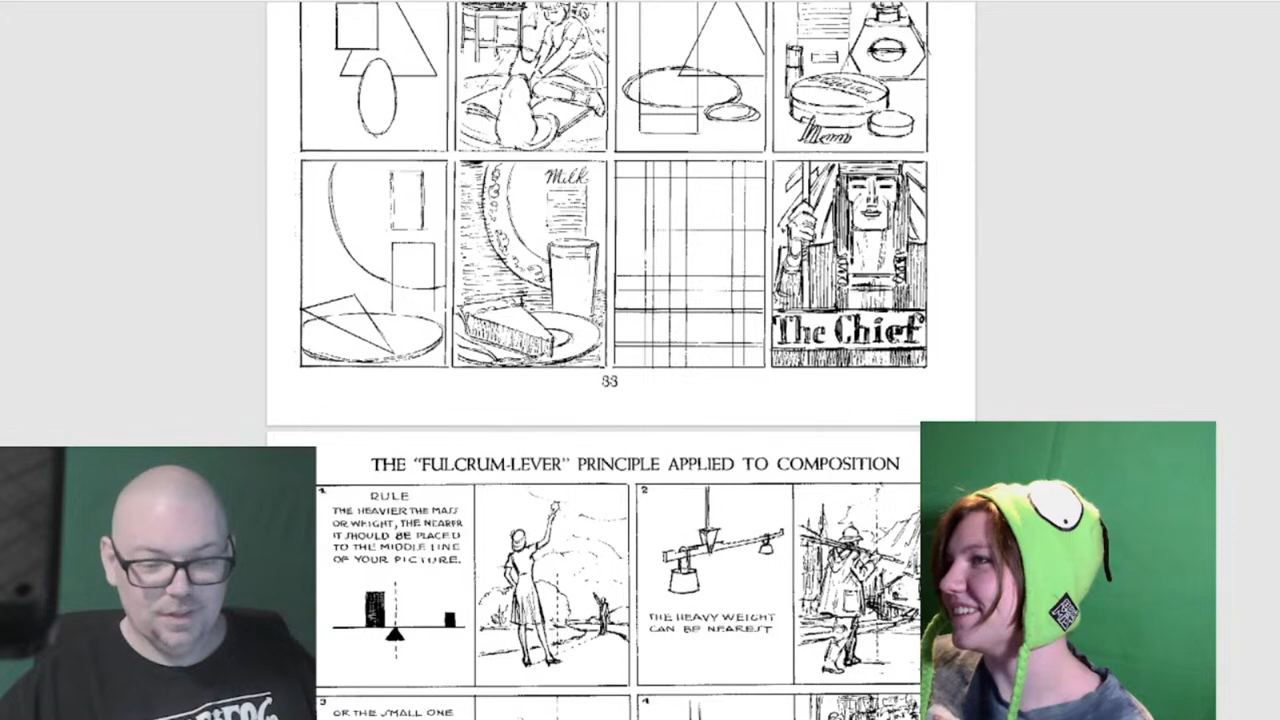 Milk
The Chief
88
THE "FULCRUM-LEVER" PRINCIPLE APPLIED TO COMPOSITION
1
RULE
THE HEAVIER THE MASS
OR WEIGHT, THE NEARER
IT SHOULD BE PLACED
TO THE MIDDLE LINE
OF YOUR PICTURE.
2
THE HEAVY WEIGHT
CAN BE NEAREST
3
OR THE SMALL ONE
4